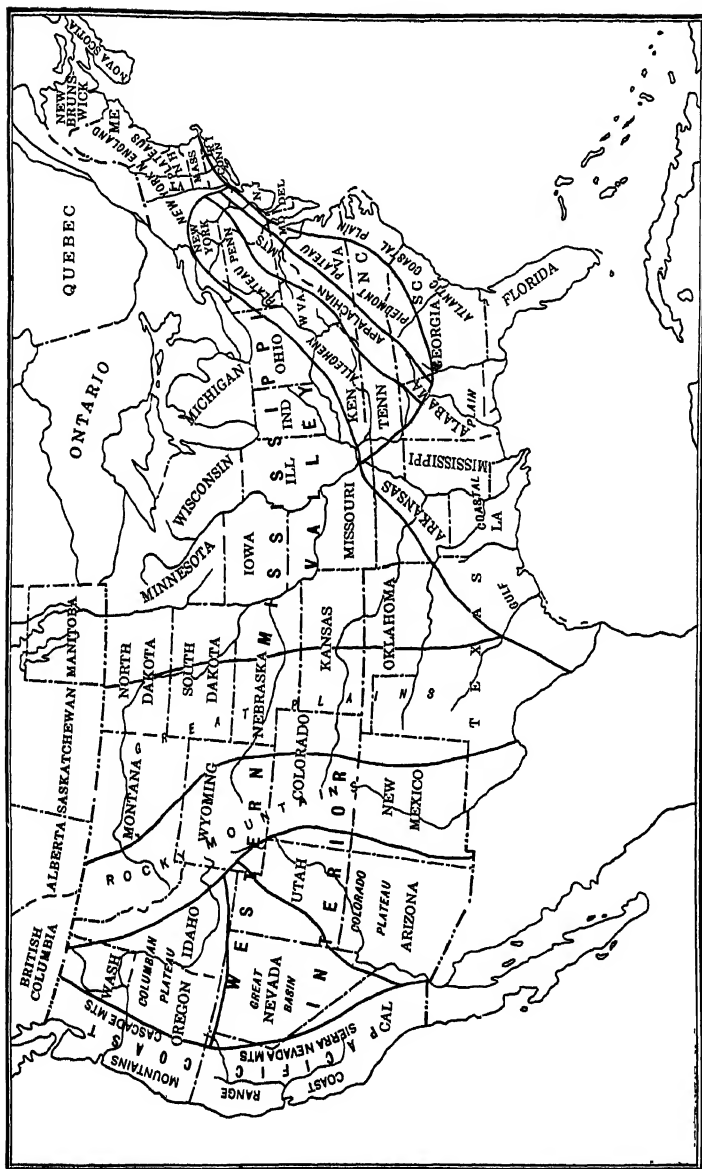 BRITISH COLUMBIA
ALBERTA
SASKATCHEWAN
MANITOBA
ONTARIO
QUEBEC
NEW BRUNS WICK
NOVA SCOTIA
ME.
NEW ENGLAND PLATEAUS
VT
N H
MASS
CONN
R I
NEW YORK
NEW YORK
PENN
N J
MD
DEL
WASH
OREGON
IDAHO
MONTANA
NORTH DAKOTA
SOUTH DAKOTA
MINNESOTA
WISCONSIN
MICHIGAN
WYOMING
NEBRASKA
IOWA
ILL
IND
OHIO
W VA.
VA
NEVADA
UTAH
COLORADO
KANSAS
MISSOURI
KEN
TENN
N C
S C
CAL
ARIZONA
NEW MEXICO
OKLAHOMA
TEXAS
ARKANSAS
LA
MISSISSIPPI
ALABAMA
GEORGIA
FLORIDA
PACIFIC COAST
COAST RANGE MOUNTAINS
CASCADE MTS
SIERRA NEVADA MTS
WESTERN INTERIOR
COLUMBIAN PLATEAU
GREAT BASIN
COLORADO PLATEAU
ROCKY MOUNTAINS
GREAT PLAINS
MISSISSIPPI VALLEY
ALLEGHENY PLATEAU
APPALACHIAN MTS
PIEDMONT PLATEAU
ATLANTIC COASTAL PLAIN
GULF COASTAL PLAIN